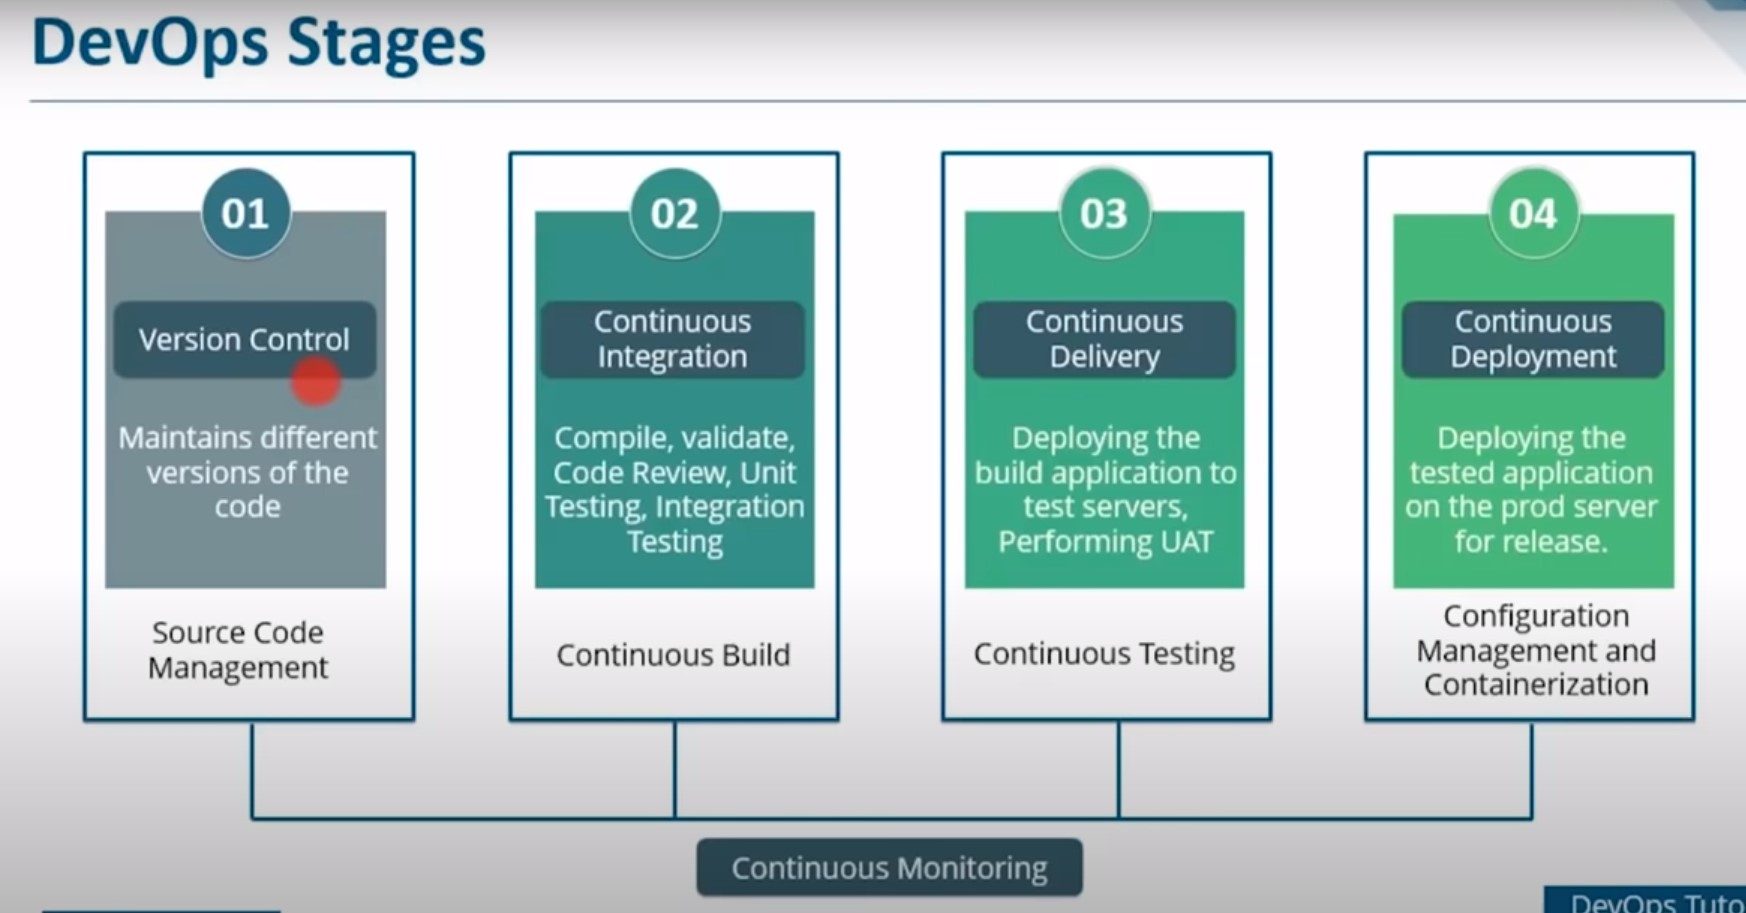 DevOps Stages
01
Version Control
Maintains different
versions of the
code
Source Code
Management
02
Continuous
Integration
Compile, validate,
Code Review, Unit
Testing, Integration
Testing
Continuous Build
03
Continuous
Delivery
Deploying the
build application to
test servers,
Performing UAT
Continuous Testing
04
Continuous
Deployment
Deploying the
tested application
on the prod server
for release.
Configuration
Management and
Containerization
Continuous Monitoring
DevOps Tuto